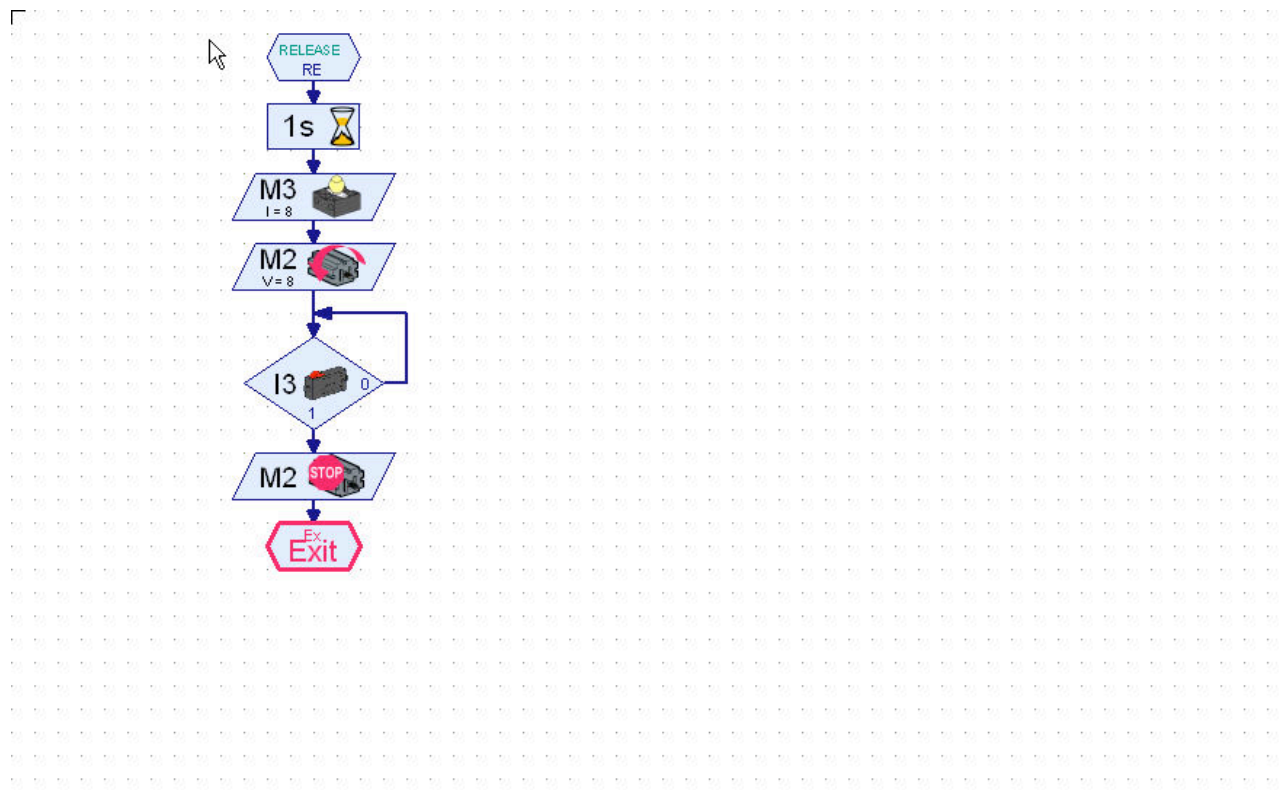 RELEASE
RE
1s
M3
I = 8
M2
V = 8
I3
0
1
M2
STOP
Ex
Exit